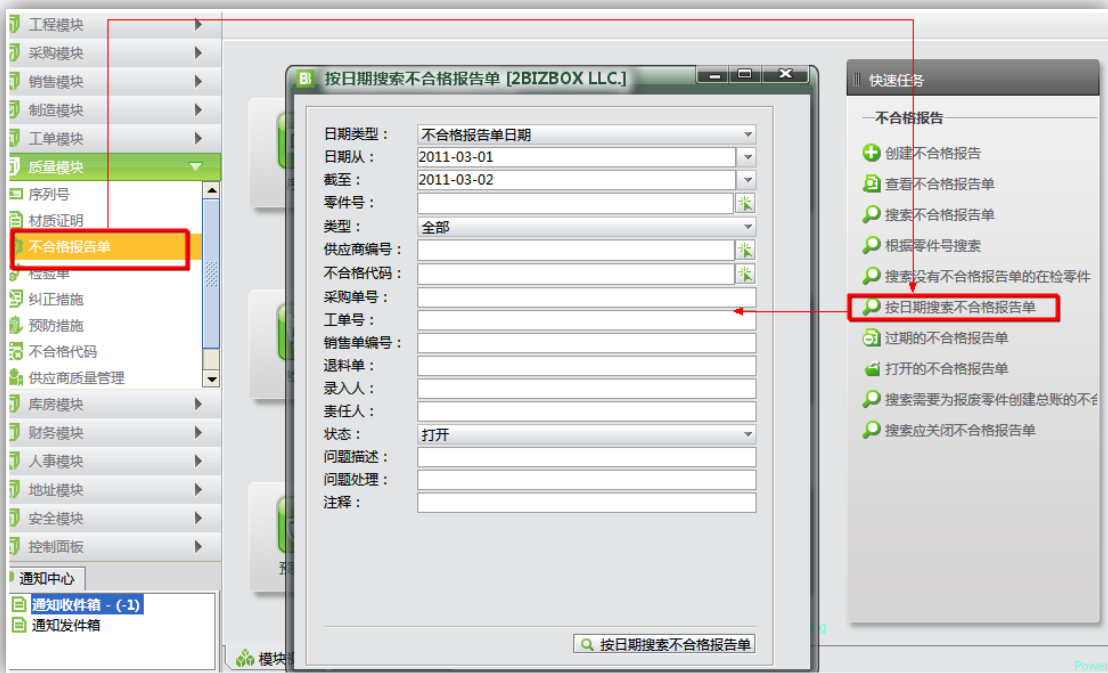 工程模块
采购模块
销售模块
制造模块
工单模块
质量模块
序列号
材质证明
不合格报告单
检验单
纠正措施
预防措施
不合格代码
供应商质量管理
库房模块
财务模块
人事模块
地址模块
安全模块
控制面板
通知中心
通知收件箱 - (-1)
通知发件箱
模块
按日期搜索不合格报告单 [2BIZBOX LLC.]
日期类型： 不合格报告单日期
日期从： 2011-03-01
截至： 2011-03-02
零件号：
类型： 全部
供应商编号：
不合格代码：
采购单号：
工单号：
销售单编号：
退料单：
录入人：
责任人：
状态： 打开
问题描述：
问题处理：
注释：
按日期搜索不合格报告单
快速任务
不合格报告
创建不合格报告
查看不合格报告单
搜索不合格报告单
根据零件号搜索
搜索没有不合格报告单的在检零件
按日期搜索不合格报告单
过期的不合格报告单
打开的不合格报告单
搜索需要为报废零件创建总账的不合
搜索应关闭不合格报告单
Power